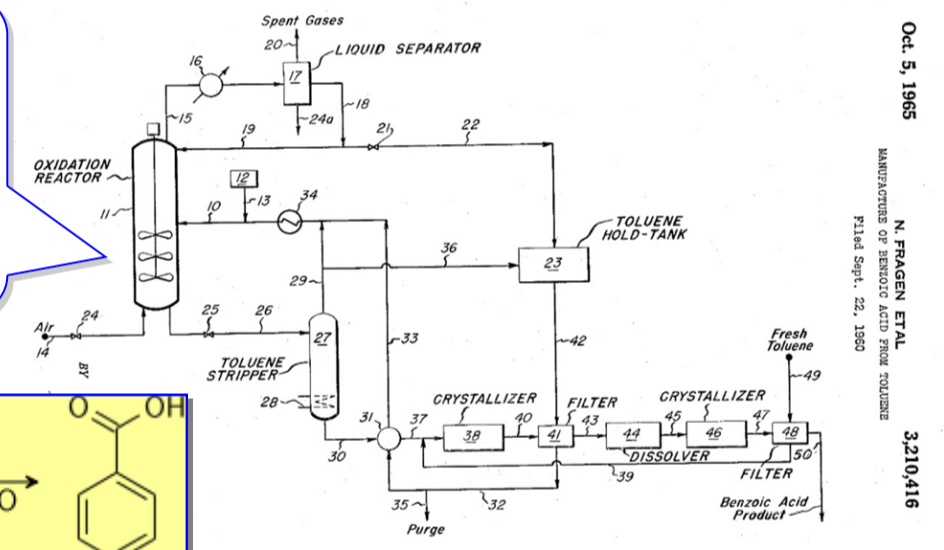 Spent Gases
20
LIQUID SEPARATOR
16
17
15
18
24a
19
21
22
OXIDATION
REACTOR
12
10
13
34
11
TOLUENE
HOLD-TANK
36
23
29
24
25
26
Air
14
27
33
42
Fresh
Toluene
49
BY
TOLUENE
STRIPPER
28
CRYSTALLIZER
FILTER
CRYSTALLIZER
31
37
38
40
41
43
44
45
46
47
48
30
DISSOLVER
50
39
FILTER
35
32
Purge
Benzoic Acid
Product
O
OH
O
Oct. 5, 1965
N. FRAGEN ETAL
3,210,416
MANUFACTURE OF BENZOIC ACID FROM TOLUENE
Filed Sept. 22, 1960